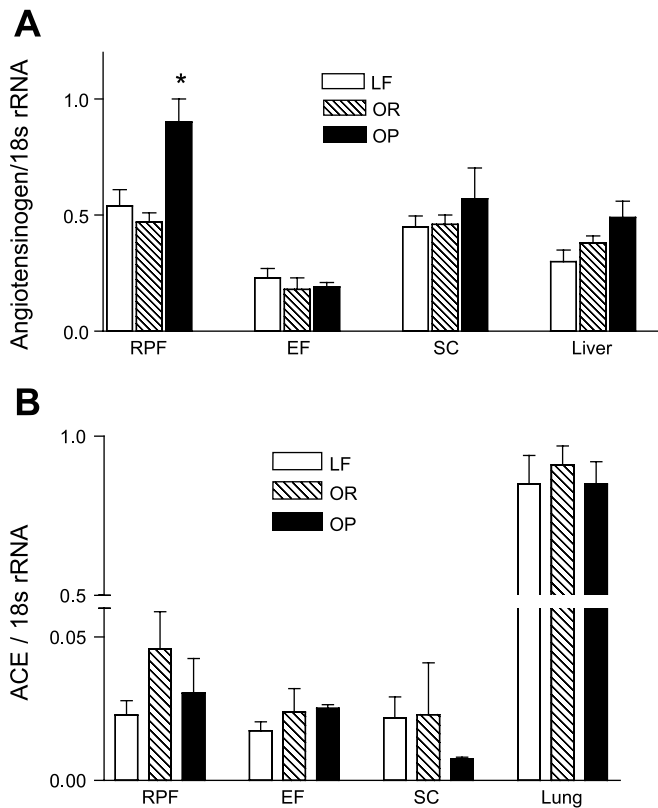 A
Angiotensinogen/18s rRNA
1.0
0.5
0.0
*
LF
OR
OP
RPF EF SC Liver
B
ACE / 18s rRNA
1.0
0.5
0.05
0.00
LF
OR
OP
RPF EF SC Lung